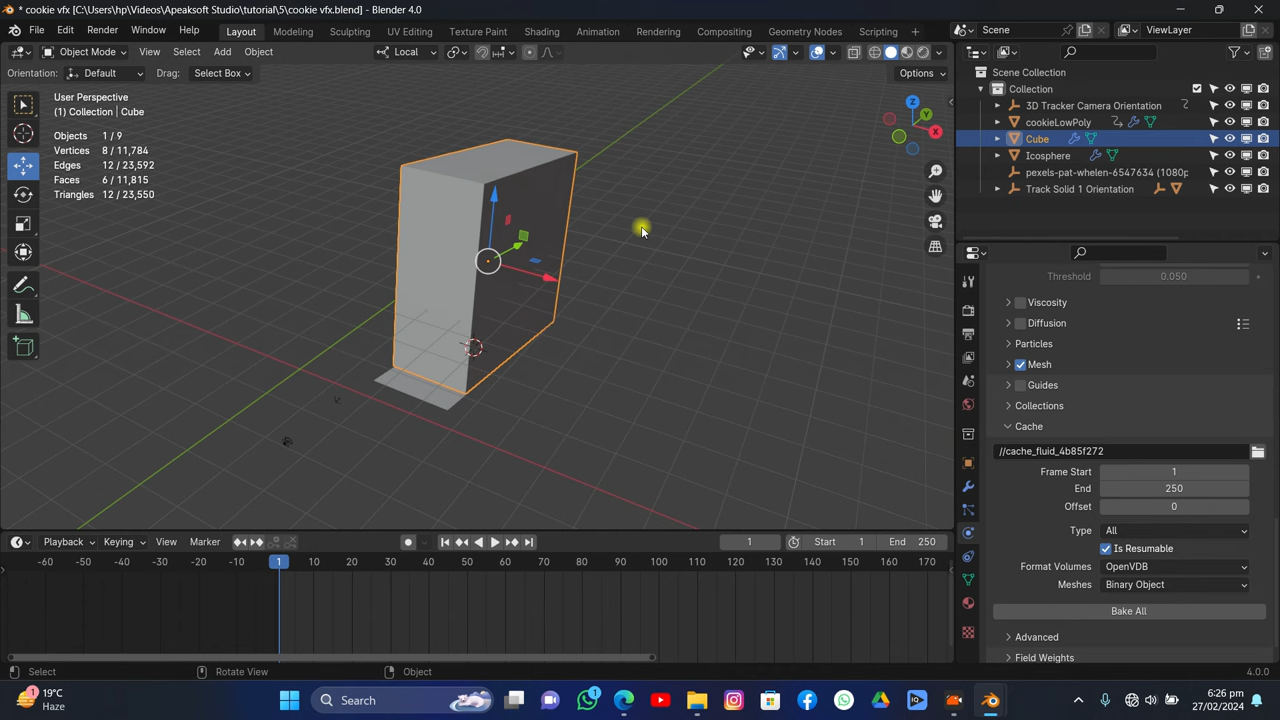 * cookie vfx [C:\Users\hp\Videos\Apeaksoft Studio\tutorial\5\cookie vfx.blend] - Blender 4.0
File Edit Render Window Help Layout Modeling Sculpting UV Editing Texture Paint Shading Animation Rendering Compositing Geometry Nodes Scripting Scene ViewLayer
Object Mode View Select Add Object Local
Orientation: Default Drag: Select Box Options
Scene Collection
Collection
3D Tracker Camera Orientation
cookieLowPoly
Cube
Icosphere
pexels-pat-whelen-6547634 (1080p
Track Solid 1 Orientation
User Perspective
(1) Collection | Cube
Objects 1 / 9
Vertices 8 / 11,784
Edges 12 / 23,592
Faces 6 / 11,815
Triangles 12 / 23,550
Z
Y
X
Threshold 0.050
Viscosity
Diffusion
Particles
Mesh
Guides
Collections
Cache
//cache_fluid_4b85f272
Frame Start 1
End 250
Offset 0
Type All
Is Resumable
Format Volumes OpenVDB
Meshes Binary Object
Bake All
Advanced
Field Weights
Playback Keying View Marker 1 Start 1 End 250
-60 -50 -40 -30 -20 -10 1 10 20 30 40 50 60 70 80 90 100 110 120 130 140 150 160 170
Select Rotate View Object 4.0.0
1 19°C
Haze
Search
1
IQ
6:26 pm
27/02/2024